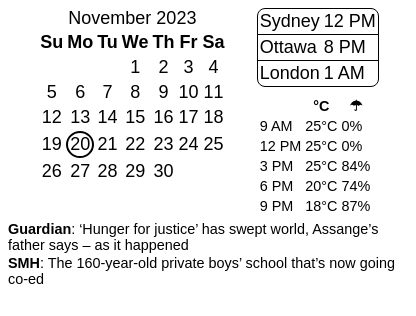 November 2023
Su Mo Tu We Th Fr Sa
1 2 3 4
5 6 7 8 9 10 11
12 13 14 15 16 17 18
19 20 21 22 23 24 25
26 27 28 29 30
Sydney 12 PM
Ottawa 8 PM
London 1 AM
°C ☂
9 AM 25°C 0%
12 PM 25°C 0%
3 PM 25°C 84%
6 PM 20°C 74%
9 PM 18°C 87%
Guardian: ‘Hunger for justice’ has swept world, Assange’s
father says – as it happened
SMH: The 160-year-old private boys’ school that’s now going
co-ed